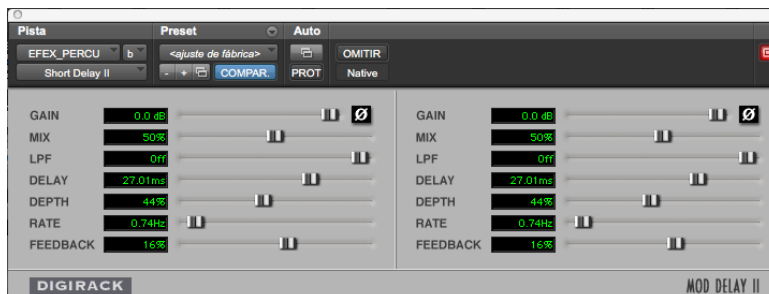 Pista Preset Auto
EFEX_PERCU b <ajuste de fábrica> OMITIR
Short Delay II - + COMPAR. PROT Native
GAIN 0.0 dB Ø GAIN 0.0 dB Ø
MIX 50% MIX 50%
LPF Off LPF Off
DELAY 27.01ms DELAY 27.01ms
DEPTH 44% DEPTH 44%
RATE 0.74Hz RATE 0.74Hz
FEEDBACK 16% FEEDBACK 16%
DIGIRACK MOD DELAY II